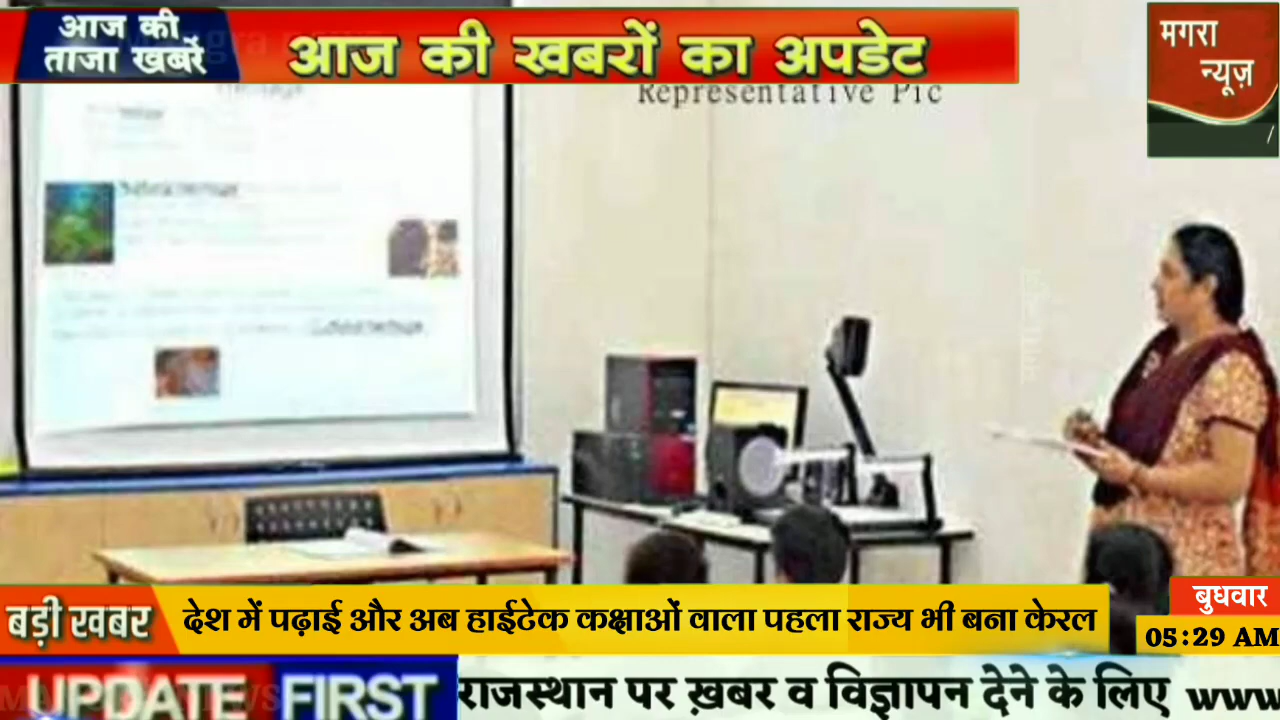 आज की
ताजा खबरें
आज की खबरों का अपडेट
मगरा
न्यूज़
Representative Pic
बड़ी खबर
देश में पढ़ाई और अब हाईटेक कक्षाओं वाला पहला राज्य भी बना केरल
बुधवार
05:29 AM
UPDATE FIRST
राजस्थान पर ख़बर व विज्ञापन देने के लिए www